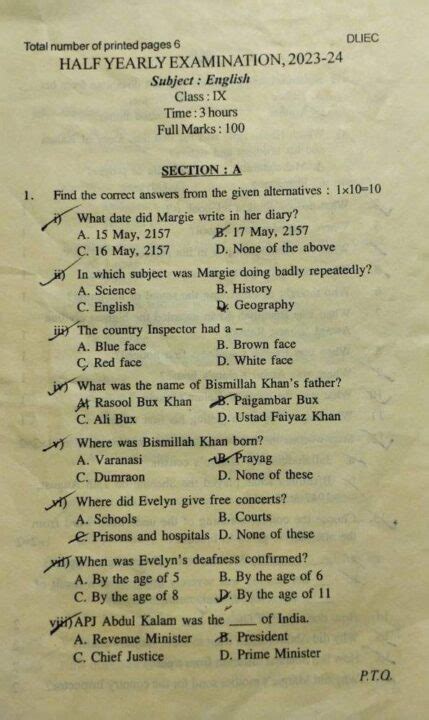 Total number of printed pages 6
DLIEC
HALF YEARLY EXAMINATION, 2023-24
Subject : English
Class : IX
Time : 3 hours
Full Marks : 100
SECTION : A
1. Find the correct answers from the given alternatives : 1×10=10
i) What date did Margie write in her diary?
A. 15 May, 2157 B. 17 May, 2157
C. 16 May, 2157 D. None of the above
ii) In which subject was Margie doing badly repeatedly?
A. Science B. History
C. English D. Geography
iii) The country Inspector had a –
A. Blue face B. Brown face
C. Red face D. White face
iv) What was the name of Bismillah Khan's father?
A. Rasool Bux Khan B. Paigambar Bux
C. Ali Bux D. Ustad Faiyaz Khan
v) Where was Bismillah Khan born?
A. Varanasi B. Prayag
C. Dumraon D. None of these
vi) Where did Evelyn give free concerts?
A. Schools B. Courts
C. Prisons and hospitals D. None of these
vii) When was Evelyn's deafness confirmed?
A. By the age of 5 B. By the age of 6
C. By the age of 8 D. By the age of 11
viii) APJ Abdul Kalam was the ____ of India.
A. Revenue Minister B. President
C. Chief Justice D. Prime Minister
P.T.O.